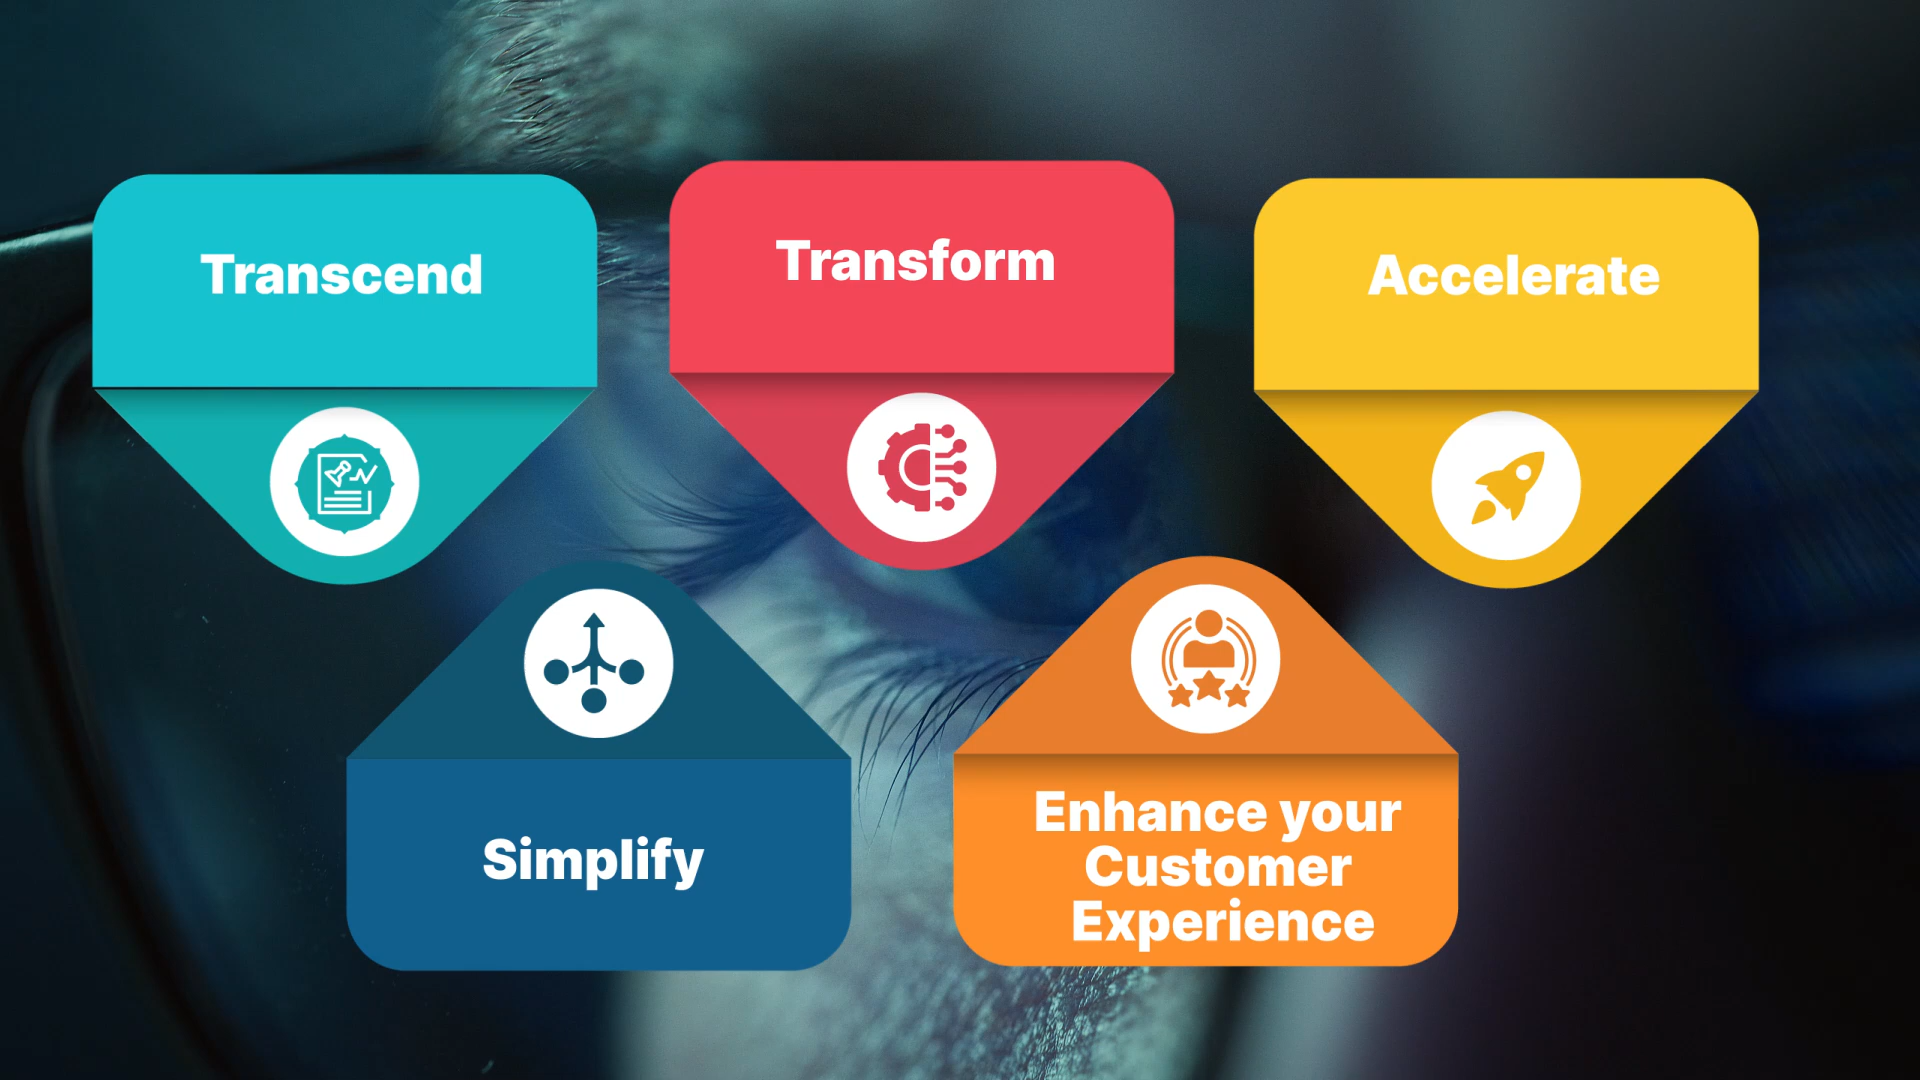 Transcend
Transform
Accelerate
Simplify
Enhance your
Customer
Experience